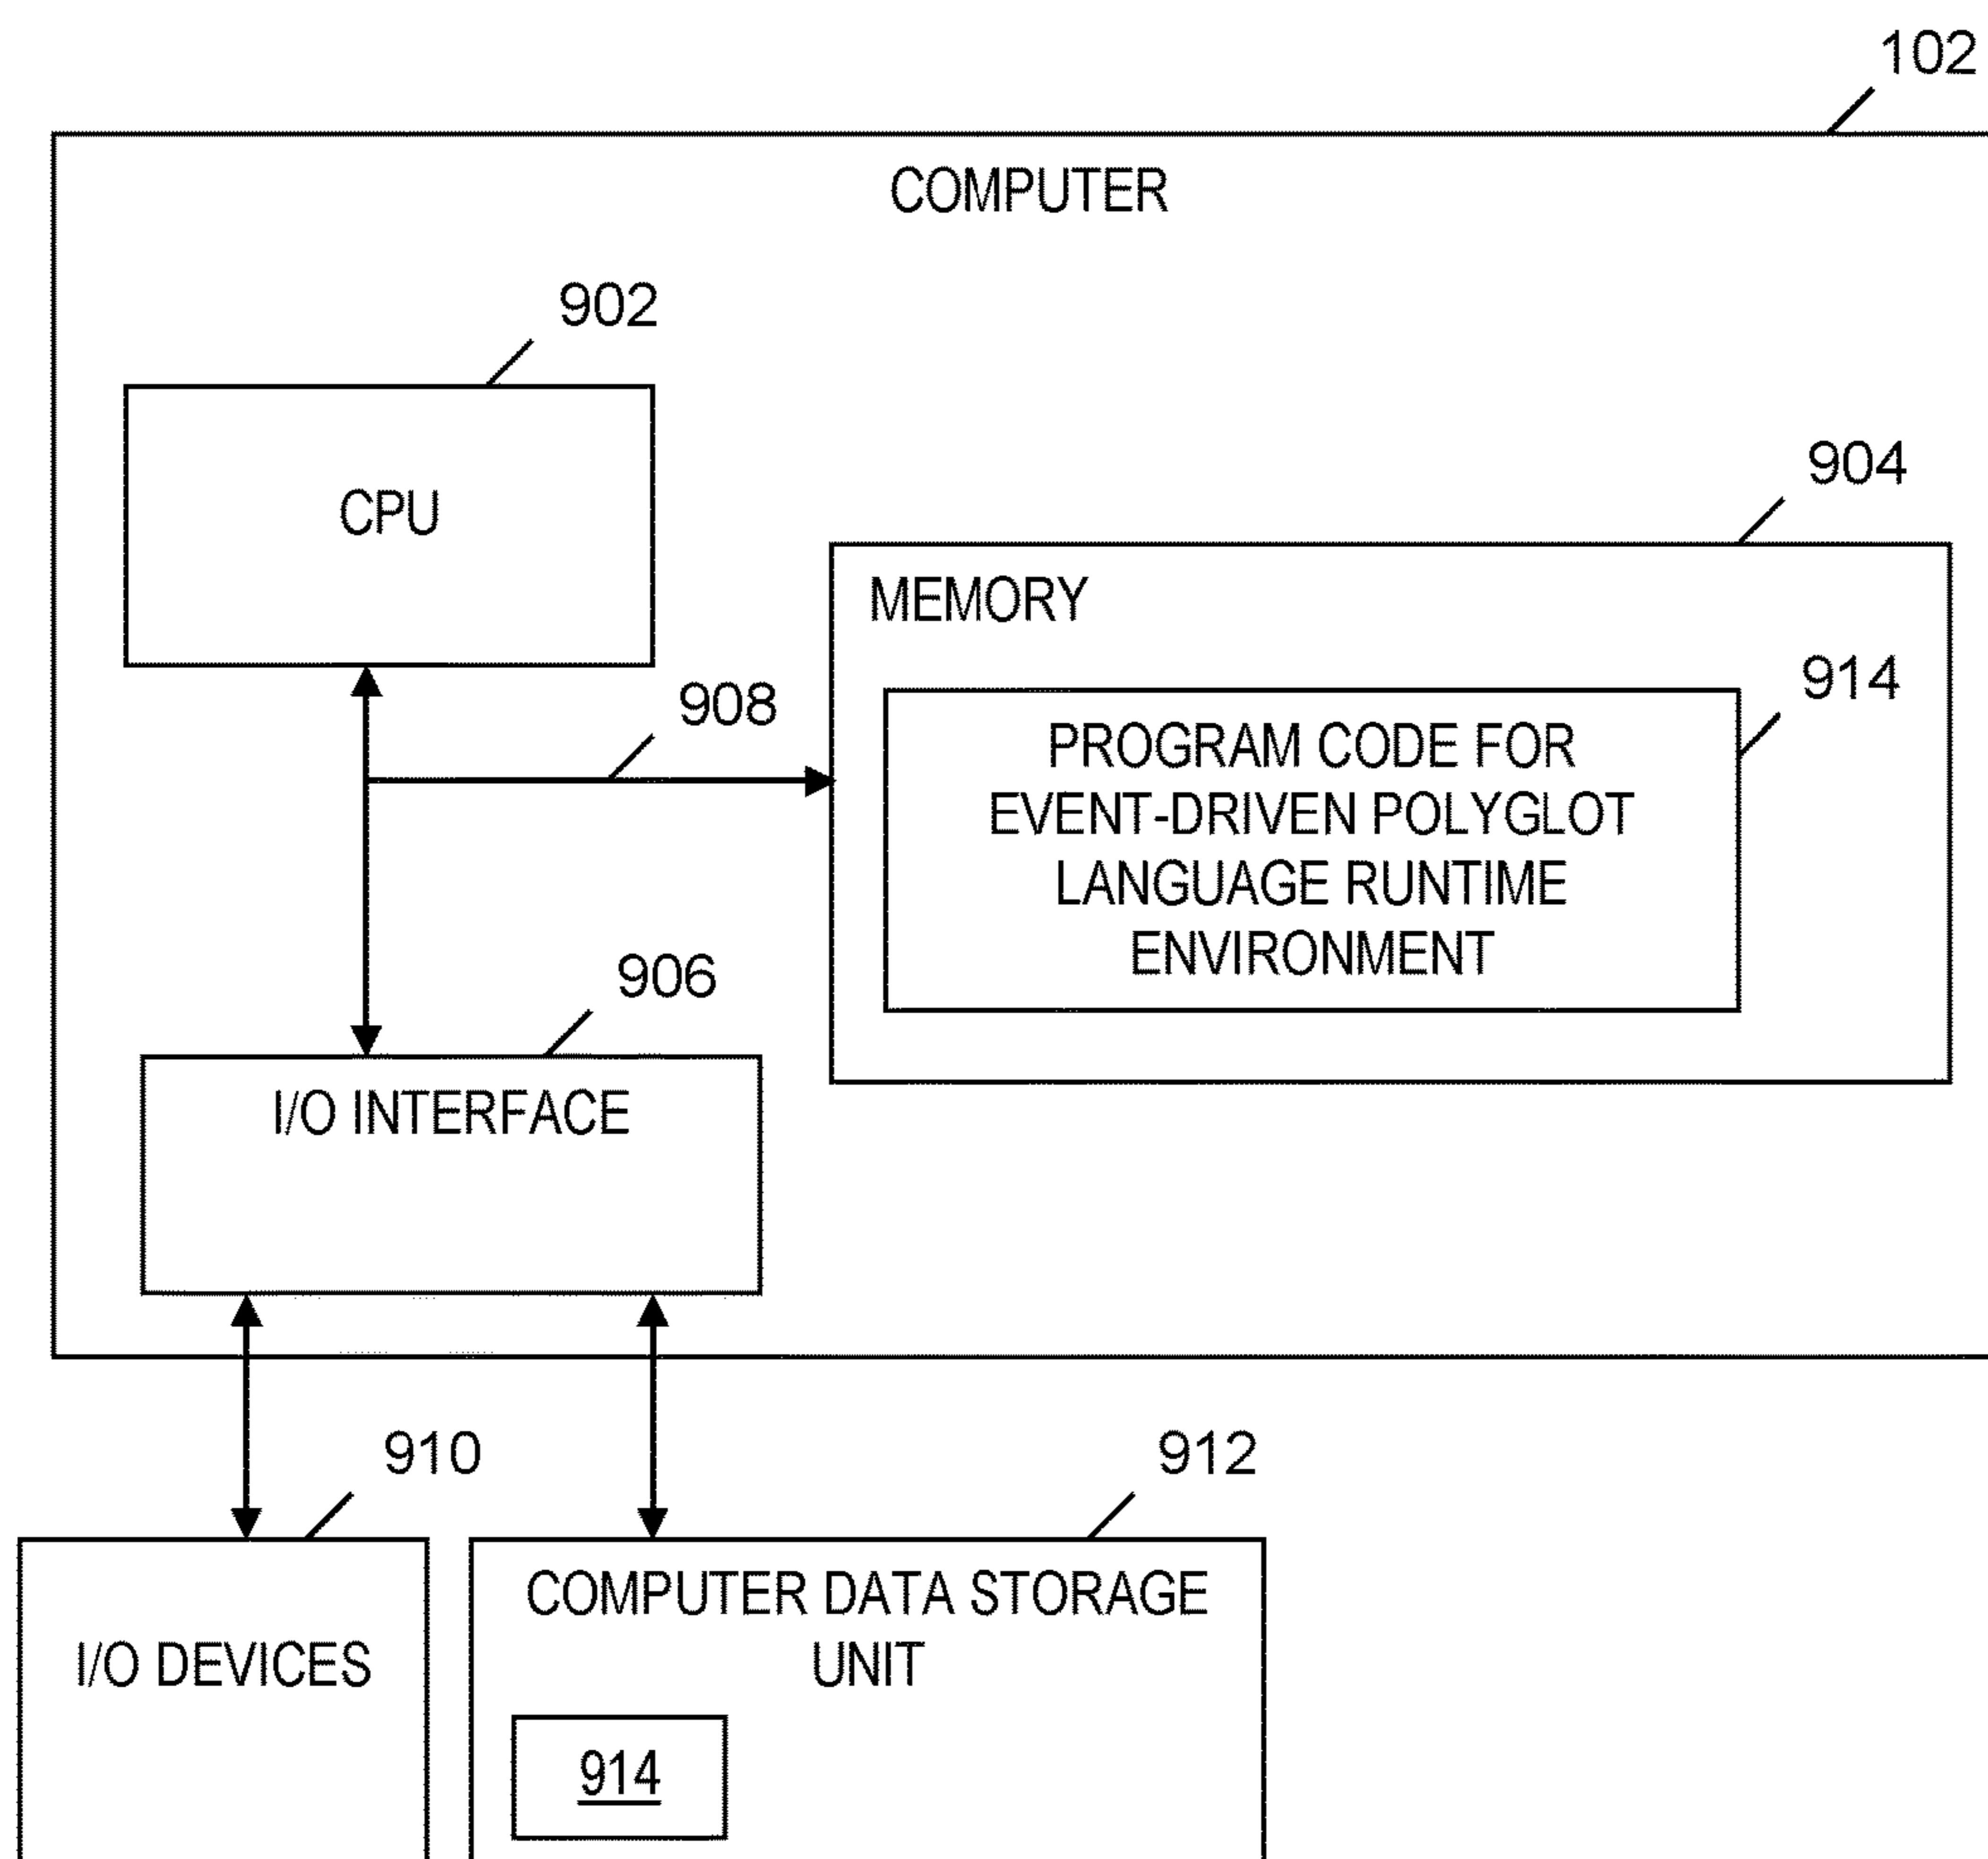 102
COMPUTER
902
CPU
904
MEMORY
914
908
PROGRAM CODE FOR
EVENT-DRIVEN POLYGLOT
LANGUAGE RUNTIME
ENVIRONMENT
906
I/O INTERFACE
910
912
I/O DEVICES
COMPUTER DATA STORAGE
UNIT
914